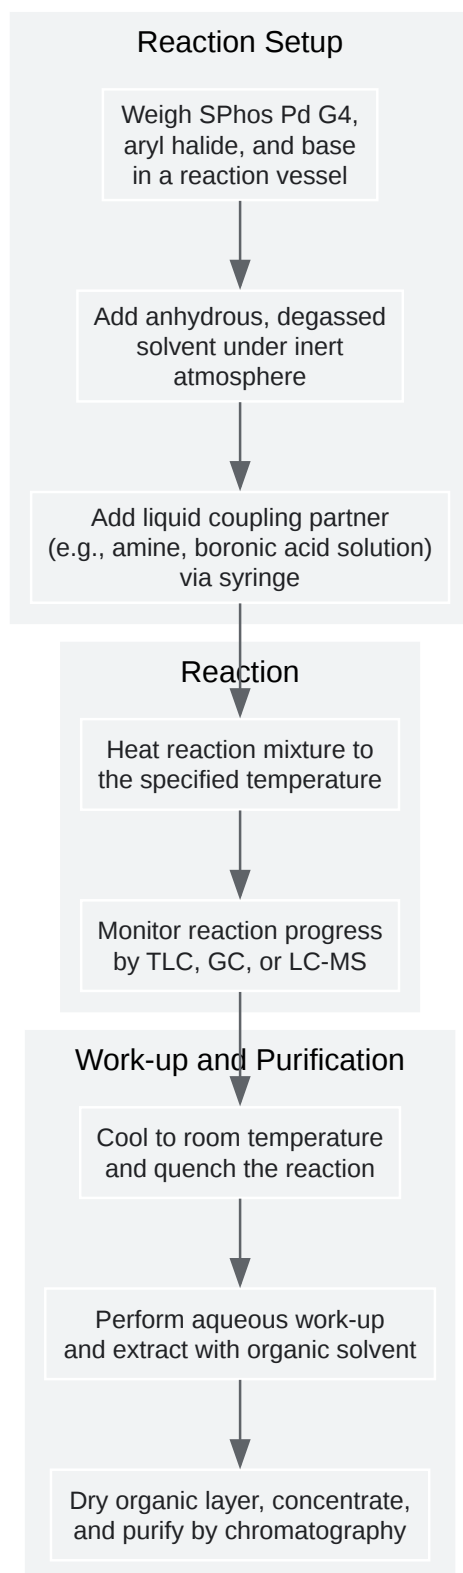 Reaction Setup
Weigh SPhos Pd G4,
aryl halide, and base
in a reaction vessel
Add anhydrous, degassed
solvent under inert
atmosphere
Add liquid coupling partner
(e.g., amine, boronic acid solution)
via syringe
Reaction
Heat reaction mixture to
the specified temperature
Monitor reaction progress
by TLC, GC, or LC-MS
Work-up and Purification
Cool to room temperature
and quench the reaction
Perform aqueous work-up
and extract with organic solvent
Dry organic layer, concentrate,
and purify by chromatography